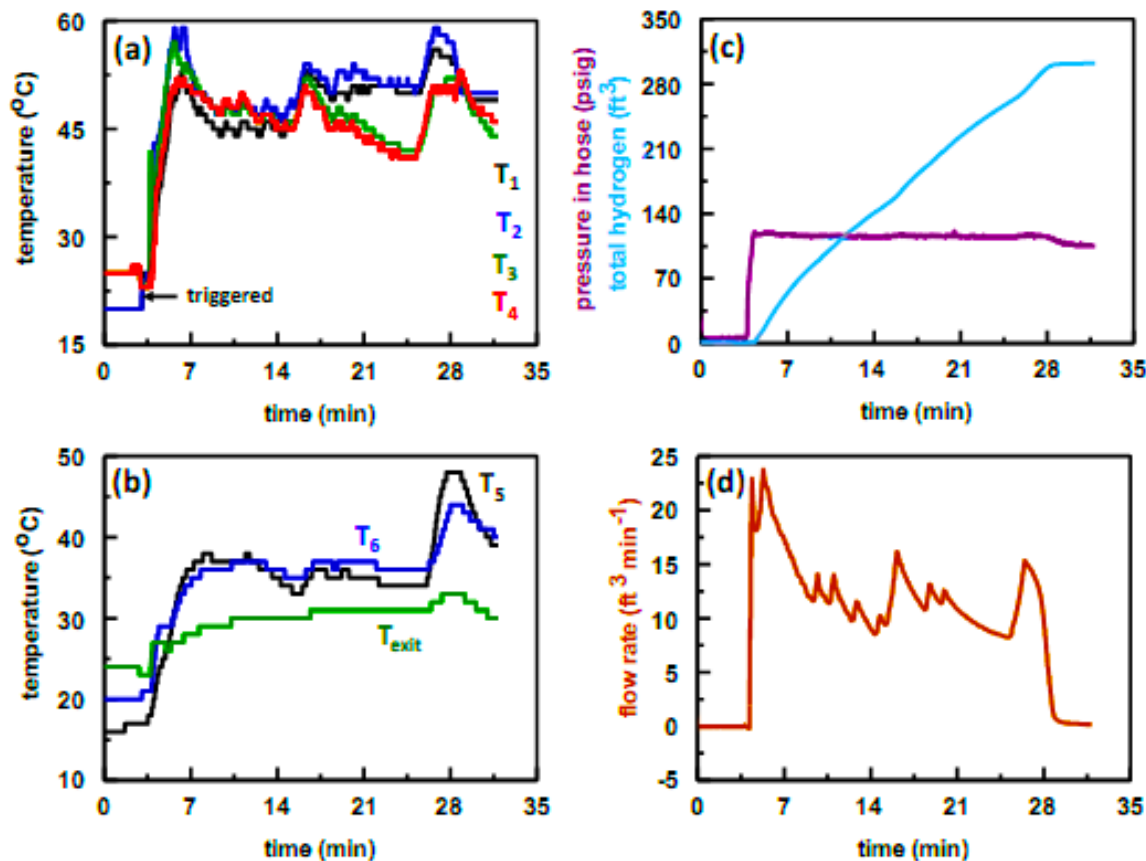 (a)
60
45
30
15
temperature (°C)
T1
T2
T3
T4
triggered
0 7 14 21 28 35
time (min)
(c)
350
300
210
140
70
0
pressure in hose (psig)
total hydrogen (ft³)
0 7 14 21 28 35
time (min)
(b)
50
40
30
20
10
temperature (°C)
T5
T6
Texit
0 7 14 21 28 35
time (min)
(d)
25
20
15
10
5
0
-5
flow rate (ft³ min⁻¹)
0 7 14 21 28 35
time (min)